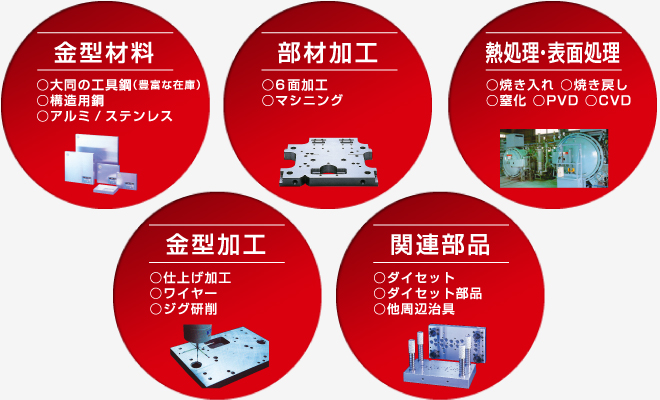 金型材料
○大同の工具鋼(豊富な在庫)
○構造用鋼
○アルミ/ステンレス
部材加工
○6面加工
○マシニング
熱処理・表面処理
○焼き入れ ○焼き戻し
○窒化 ○PVD ○CVD
金型加工
○仕上げ加工
○ワイヤー
○ジグ研削
関連部品
○ダイセット
○ダイセット部品
○他周辺治具